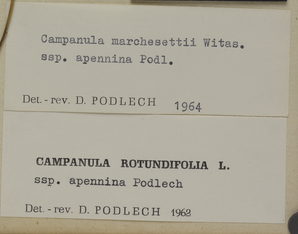 Campanula marchesettii Witas.
ssp. apennina Podl.
Det. - rev. D. PODLECH 1964
CAMPANULA ROTUNDIFOLIA L.
ssp. apennina Podlech
Det. - rev. D. PODLECH 1962